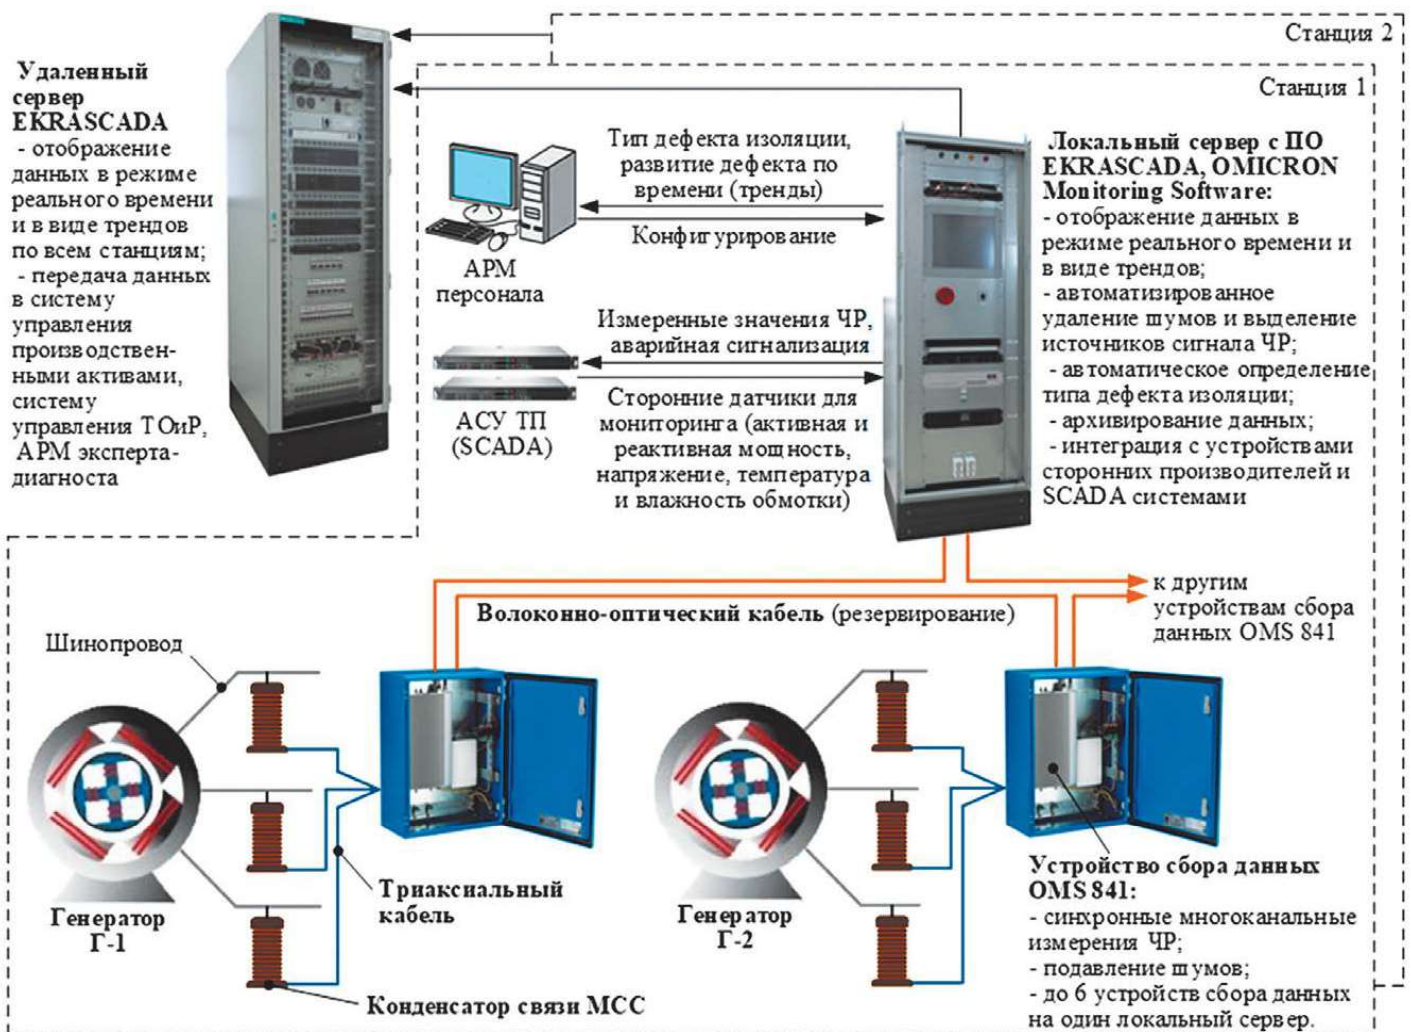 Станция 2
Станция 1
Удаленный
сервер
EKRASCADA
- отображение
данных в режиме
реального времени
и в виде трендов
по всем станциям;
- передача данных
в систему
управления
производствен-
ными активами,
систему
управления ТОиР,
АРМ эксперта-
диагноста
Тип дефекта изоляции,
развитие дефекта по
времени (тренды)
Конфигурирование
АРМ
персонала
Измеренные значения ЧР,
аварийная сигнализация
АСУ ТП
(SCADA)
Сторонние датчики для
мониторинга (активная и
реактивная мощность,
напряжение, температура
и влажность обмотки)
Локальный сервер с ПО
EKRASCADA, OMICRON
Monitoring Software:
- отображение данных в
режиме реального времени и
в виде трендов;
- автоматизированное
удаление шумов и выделение
источников сигнала ЧР;
- автоматическое определение
типа дефекта изоляции;
- архивирование данных;
- интеграция с устройствами
сторонних производителей и
SCADA системами
к другим
устройствам сбора
данных OMS 841
Волоконно-оптический кабель (резервирование)
Шинопровод
Генератор
Г-1
Триаксиальный
кабель
Конденсатор связи МСС
Генератор
Г-2
Устройство сбора данных
OMS 841:
- синхронные многоканальные
измерения ЧР;
- подавление шумов;
- до 6 устройств сбора данных
на один локальный сервер.